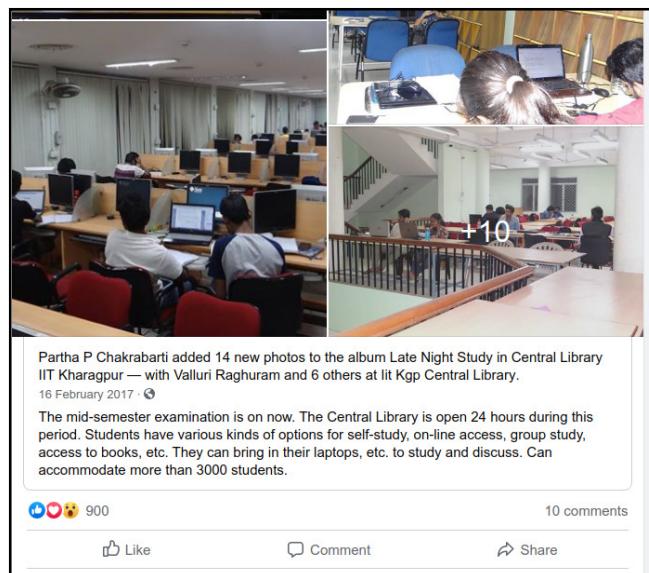 +10
Partha P Chakrabarti added 14 new photos to the album Late Night Study in Central Library
IIT Kharagpur — with Valluri Raghuram and 6 others at Iit Kgp Central Library.
16 February 2017 ·
The mid-semester examination is on now. The Central Library is open 24 hours during this
period. Students have various kinds of options for self-study, on-line access, group study,
access to books, etc. They can bring in their laptops, etc. to study and discuss. Can
accommodate more than 3000 students.
900
10 comments
Like
Comment
Share